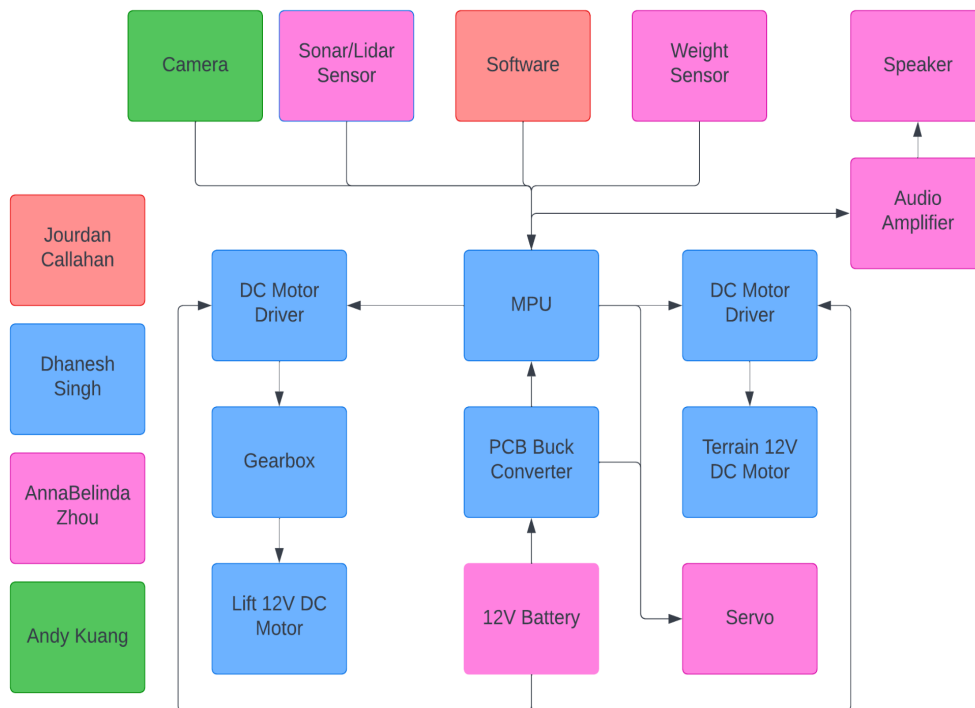 Camera
Sonar/Lidar
Sensor
Software
Weight
Sensor
Speaker
Audio
Amplifier
Jourdan
Callahan
DC Motor
Driver
MPU
DC Motor
Driver
Dhanesh
Singh
Gearbox
PCB Buck
Converter
Terrain 12V
DC Motor
AnnaBelinda
Zhou
Lift 12V DC
Motor
12V Battery
Servo
Andy Kuang